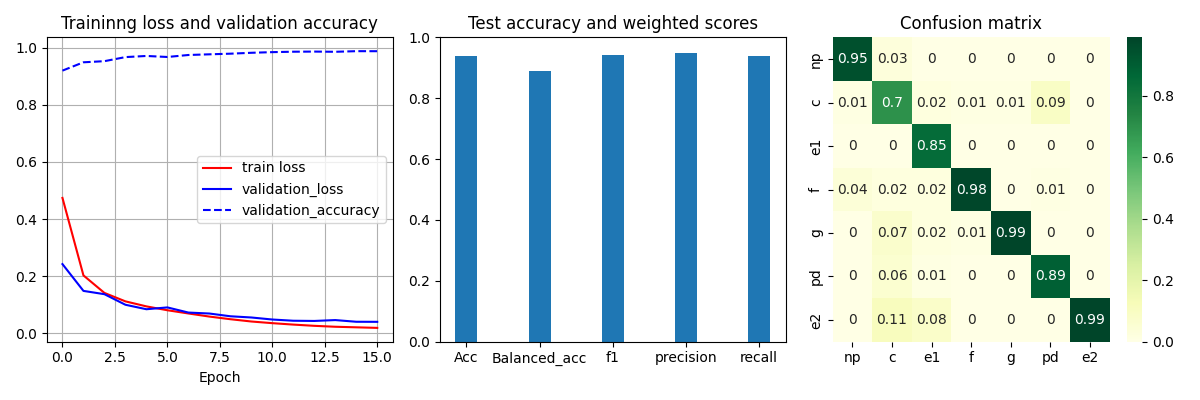 Traininng loss and validation accuracy
1.0
0.8
0.6
0.4
0.2
0.0
train loss
validation_loss
validation_accuracy
0.0 2.5 5.0 7.5 10.0 12.5 15.0
Epoch
Test accuracy and weighted scores
1.0
0.8
0.6
0.4
0.2
0.0
Acc Balanced_acc f1 precision recall
Confusion matrix
np 0.95 0.03 0 0 0 0 0
c 0.01 0.7 0.02 0.01 0.01 0.09 0
e1 0 0 0.85 0 0 0 0
f 0.04 0.02 0.02 0.98 0 0.01 0
g 0 0.07 0.02 0.01 0.99 0 0
pd 0 0.06 0.01 0 0 0.89 0
e2 0 0.11 0.08 0 0 0 0.99
np c e1 f g pd e2
0.8
0.6
0.4
0.2
0.0